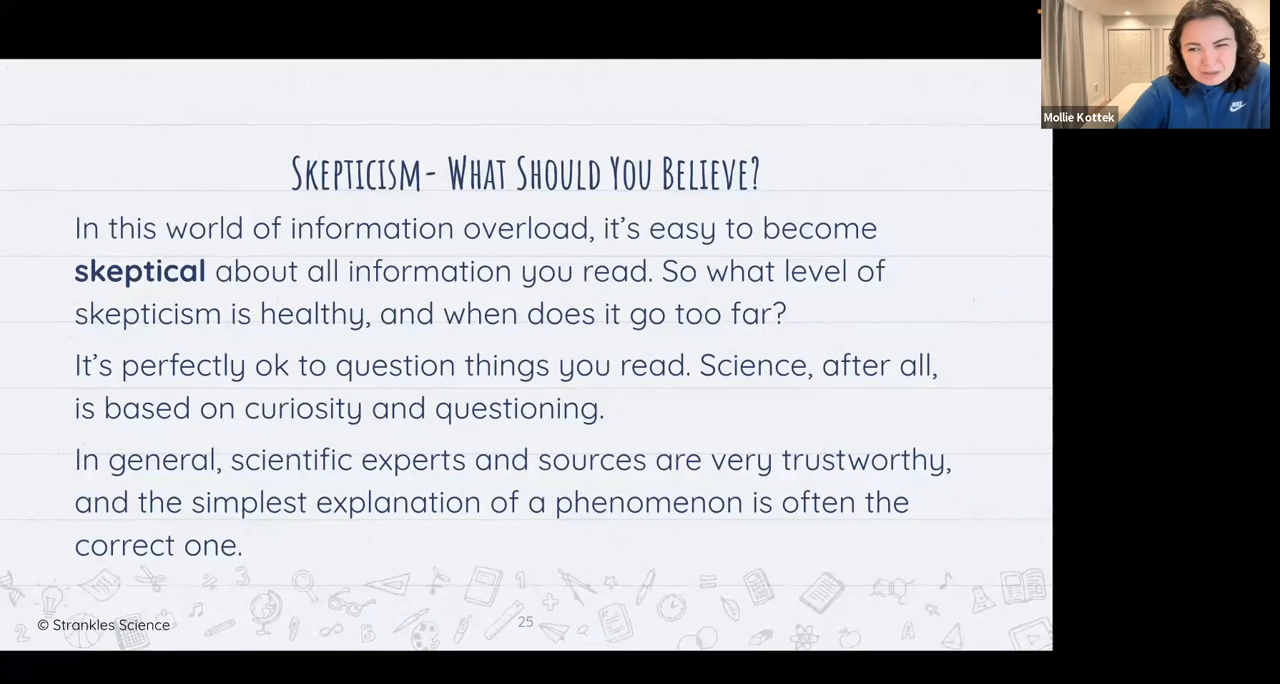 Mollie Kottek
Skepticism- What Should You Believe?
In this world of information overload, it’s easy to become
skeptical about all information you read. So what level of
skepticism is healthy, and when does it go too far?
It’s perfectly ok to question things you read. Science, after all,
is based on curiosity and questioning.
In general, scientific experts and sources are very trustworthy,
and the simplest explanation of a phenomenon is often the
correct one.
© Strankles Science
25